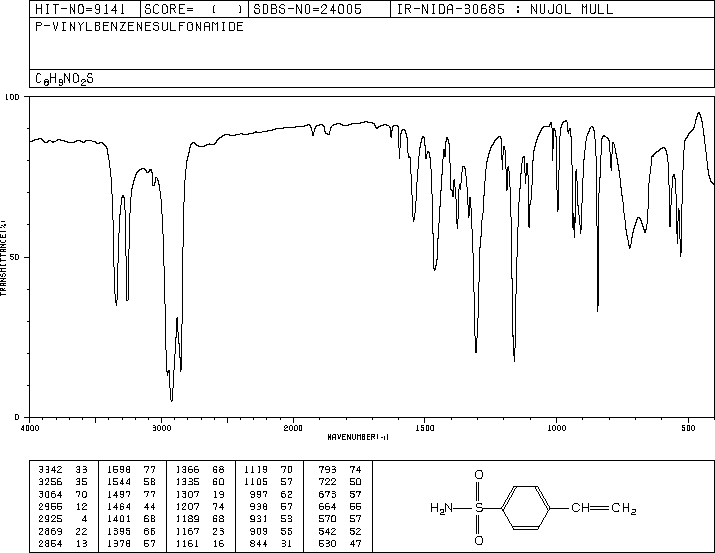 HIT-NO=9141 SCORE= ( ) SDBS-NO=24005 IR-NIDA-30685 : NUJOL MULL
P-VINYLBENZENESULFONAMIDE
C8H9NO2S
100
50
0
TRANSMITTANCE(%)
4000 3000 2000 1500 1000 500
WAVENUMBER(-1)
3342 33 1598 77 1366 68 1119 70 793 74
3256 35 1544 58 1335 60 1105 57 722 50
3064 70 1497 77 1307 19 997 62 673 57
2955 12 1464 44 1207 74 938 57 664 55
2925 4 1401 68 1189 68 931 53 570 57
2869 22 1395 66 1167 23 909 55 542 52
2854 13 1378 57 1161 16 844 31 530 47
O
H2N S CH CH2
O